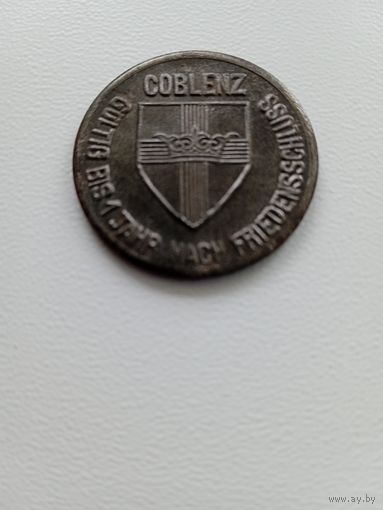 COBLENZ
GÜLTIG BIS 1 JAHR NACH FRIEDENSSCHLUSS
www.ay.by